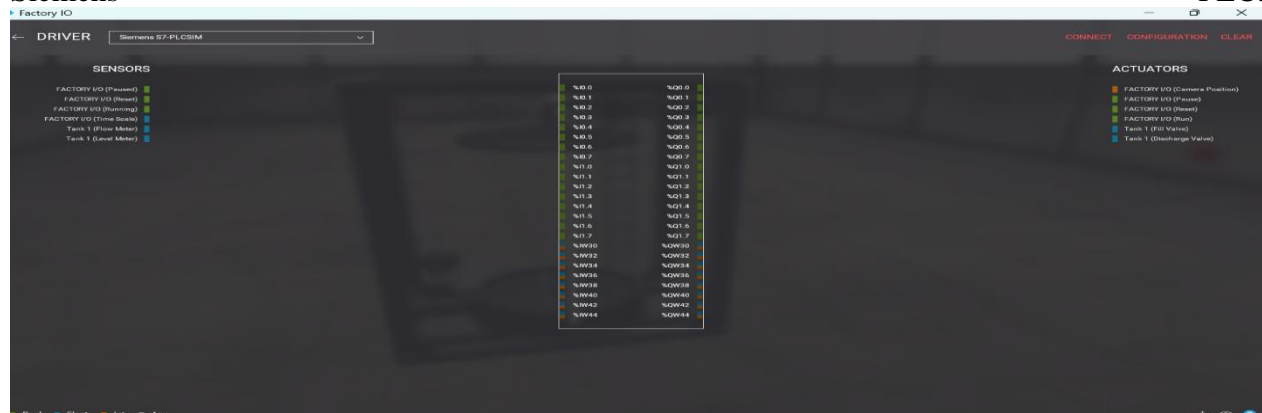 Siemens
Factory IO
DRIVER
Siemens S7-PLCSIM
CONNECT CONFIGURATION CLEAR
SENSORS
FACTORY I/O (Paused)
FACTORY I/O (Reset)
FACTORY I/O (Running)
FACTORY I/O (Time Scale)
Tank 1 (Flow Meter)
Tank 1 (Level Meter)
%I0.0 %Q0.0
%I0.1 %Q0.1
%I0.2 %Q0.2
%I0.3 %Q0.3
%I0.4 %Q0.4
%I0.5 %Q0.5
%I0.6 %Q0.6
%I0.7 %Q0.7
%I1.0 %Q1.0
%I1.1 %Q1.1
%I1.2 %Q1.2
%I1.3 %Q1.3
%I1.4 %Q1.4
%I1.5 %Q1.5
%I1.6 %Q1.6
%I1.7 %Q1.7
%IW30 %QW30
%IW32 %QW32
%IW34 %QW34
%IW36 %QW36
%IW38 %QW38
%IW40 %QW40
%IW42 %QW42
%IW44 %QW44
ACTUATORS
FACTORY I/O (Camera Position)
FACTORY I/O (Pause)
FACTORY I/O (Reset)
FACTORY I/O (Run)
Tank 1 (Fill Valve)
Tank 1 (Discharge Valve)